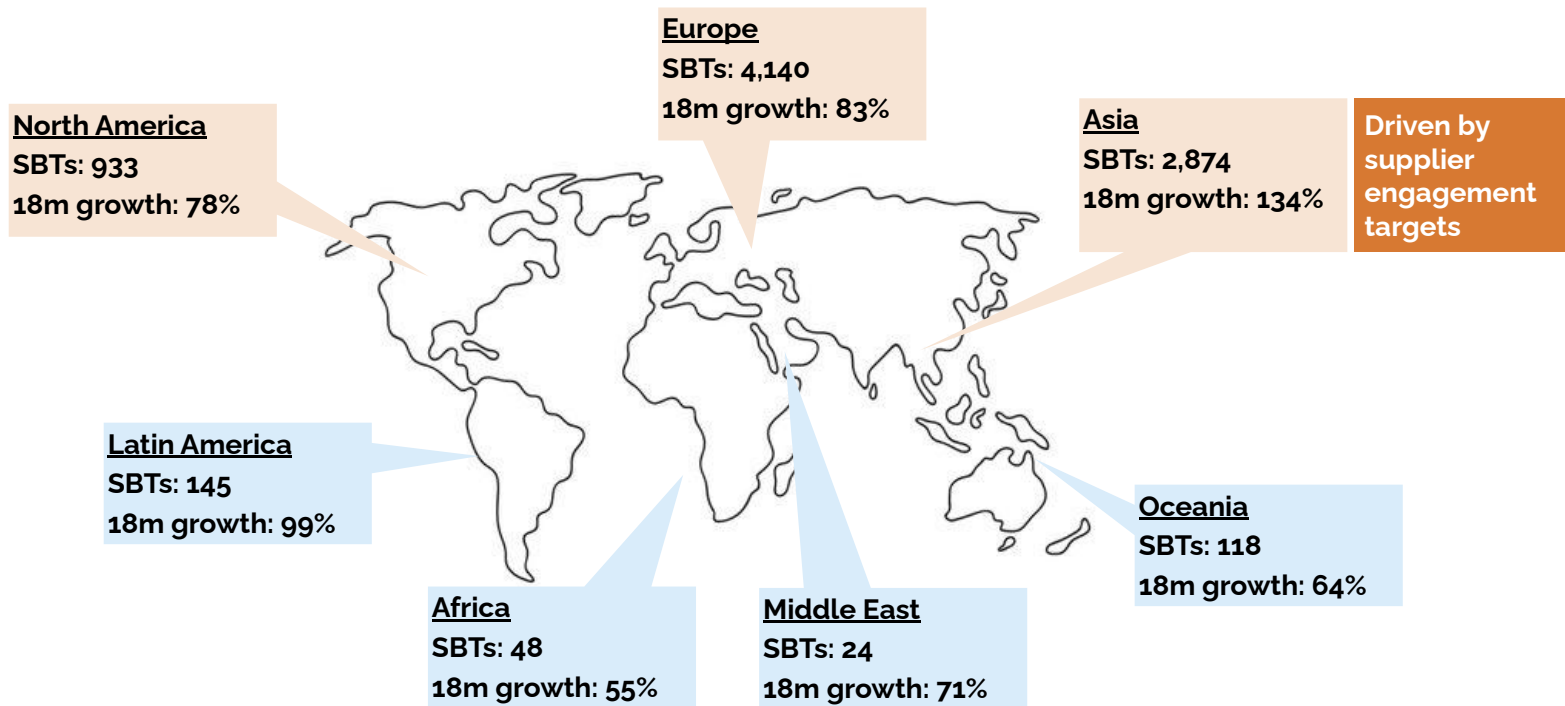 Europe
SBTs: 4,140
18m growth: 83%
North America
SBTs: 933
18m growth: 78%
Asia
SBTs: 2,874
18m growth: 134%
Driven by
supplier
engagement
targets
Latin America
SBTs: 145
18m growth: 99%
Oceania
SBTs: 118
18m growth: 64%
Africa
SBTs: 48
18m growth: 55%
Middle East
SBTs: 24
18m growth: 71%